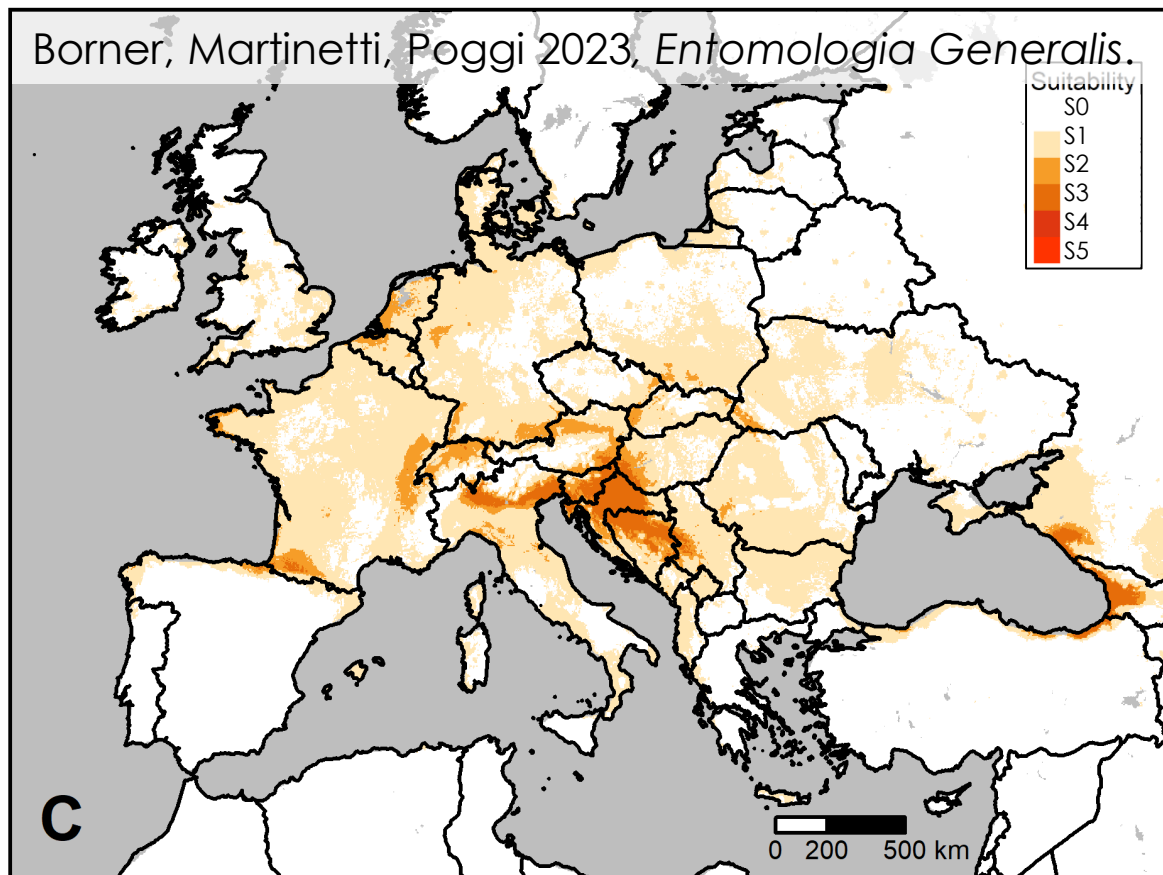 Borner, Martinetti, Poggi 2023, Entomologia Generalis.
Suitability
S0
S1
S2
S3
S4
S5
C
0 200 500 km